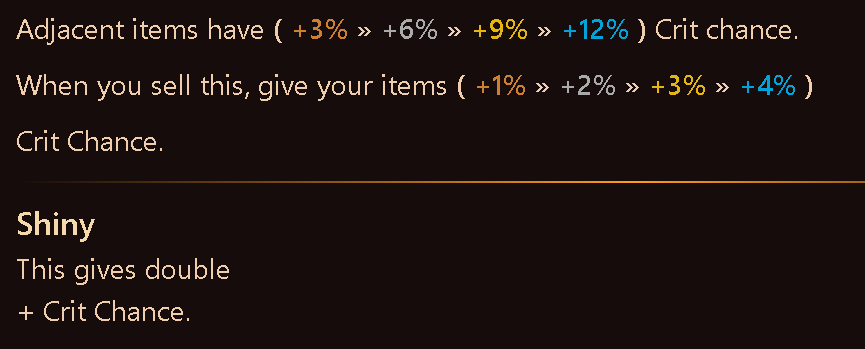 Adjacent items have ( +3% » +6% » +9% » +12% ) Crit chance.
When you sell this, give your items ( +1% » +2% » +3% » +4% )
Crit Chance.
Shiny
This gives double
+ Crit Chance.